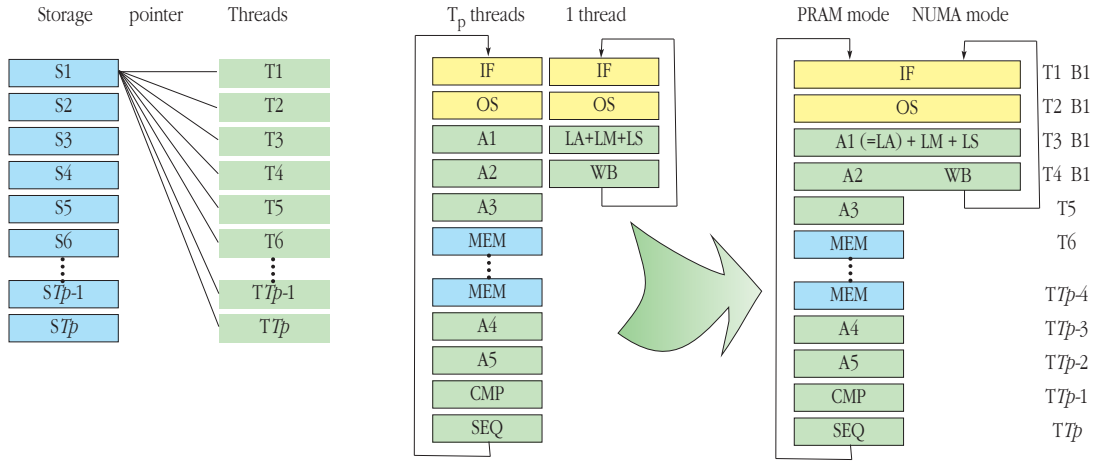 Storage pointer Threads
S1 T1
S2 T2
S3 T3
S4 T4
S5 T5
S6 T6
STp-1 TTp-1
STp TTp
Tp threads 1 thread
IF IF
OS OS
A1 LA+LM+LS
A2 WB
A3
MEM
MEM
A4
A5
CMP
SEQ
PRAM mode NUMA mode
IF T1 B1
OS T2 B1
A1 (=LA) + LM + LS T3 B1
A2 WB T4 B1
A3 T5
MEM T6
MEM TTp-4
A4 TTp-3
A5 TTp-2
CMP TTp-1
SEQ TTp